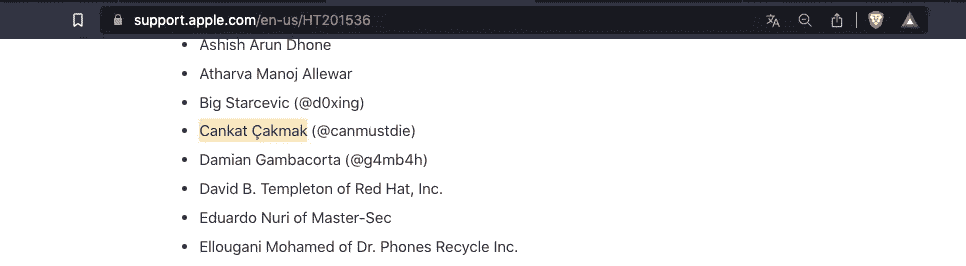 support.apple.com/en-us/HT201536
Ashish Arun Dhone
Atharva Manoj Allewar
Big Starcevic (@d0xing)
Cankat Çakmak (@canmustdie)
Damian Gambacorta (@g4mb4h)
David B. Templeton of Red Hat, Inc.
Eduardo Nuri of Master-Sec
Ellougani Mohamed of Dr. Phones Recycle Inc.